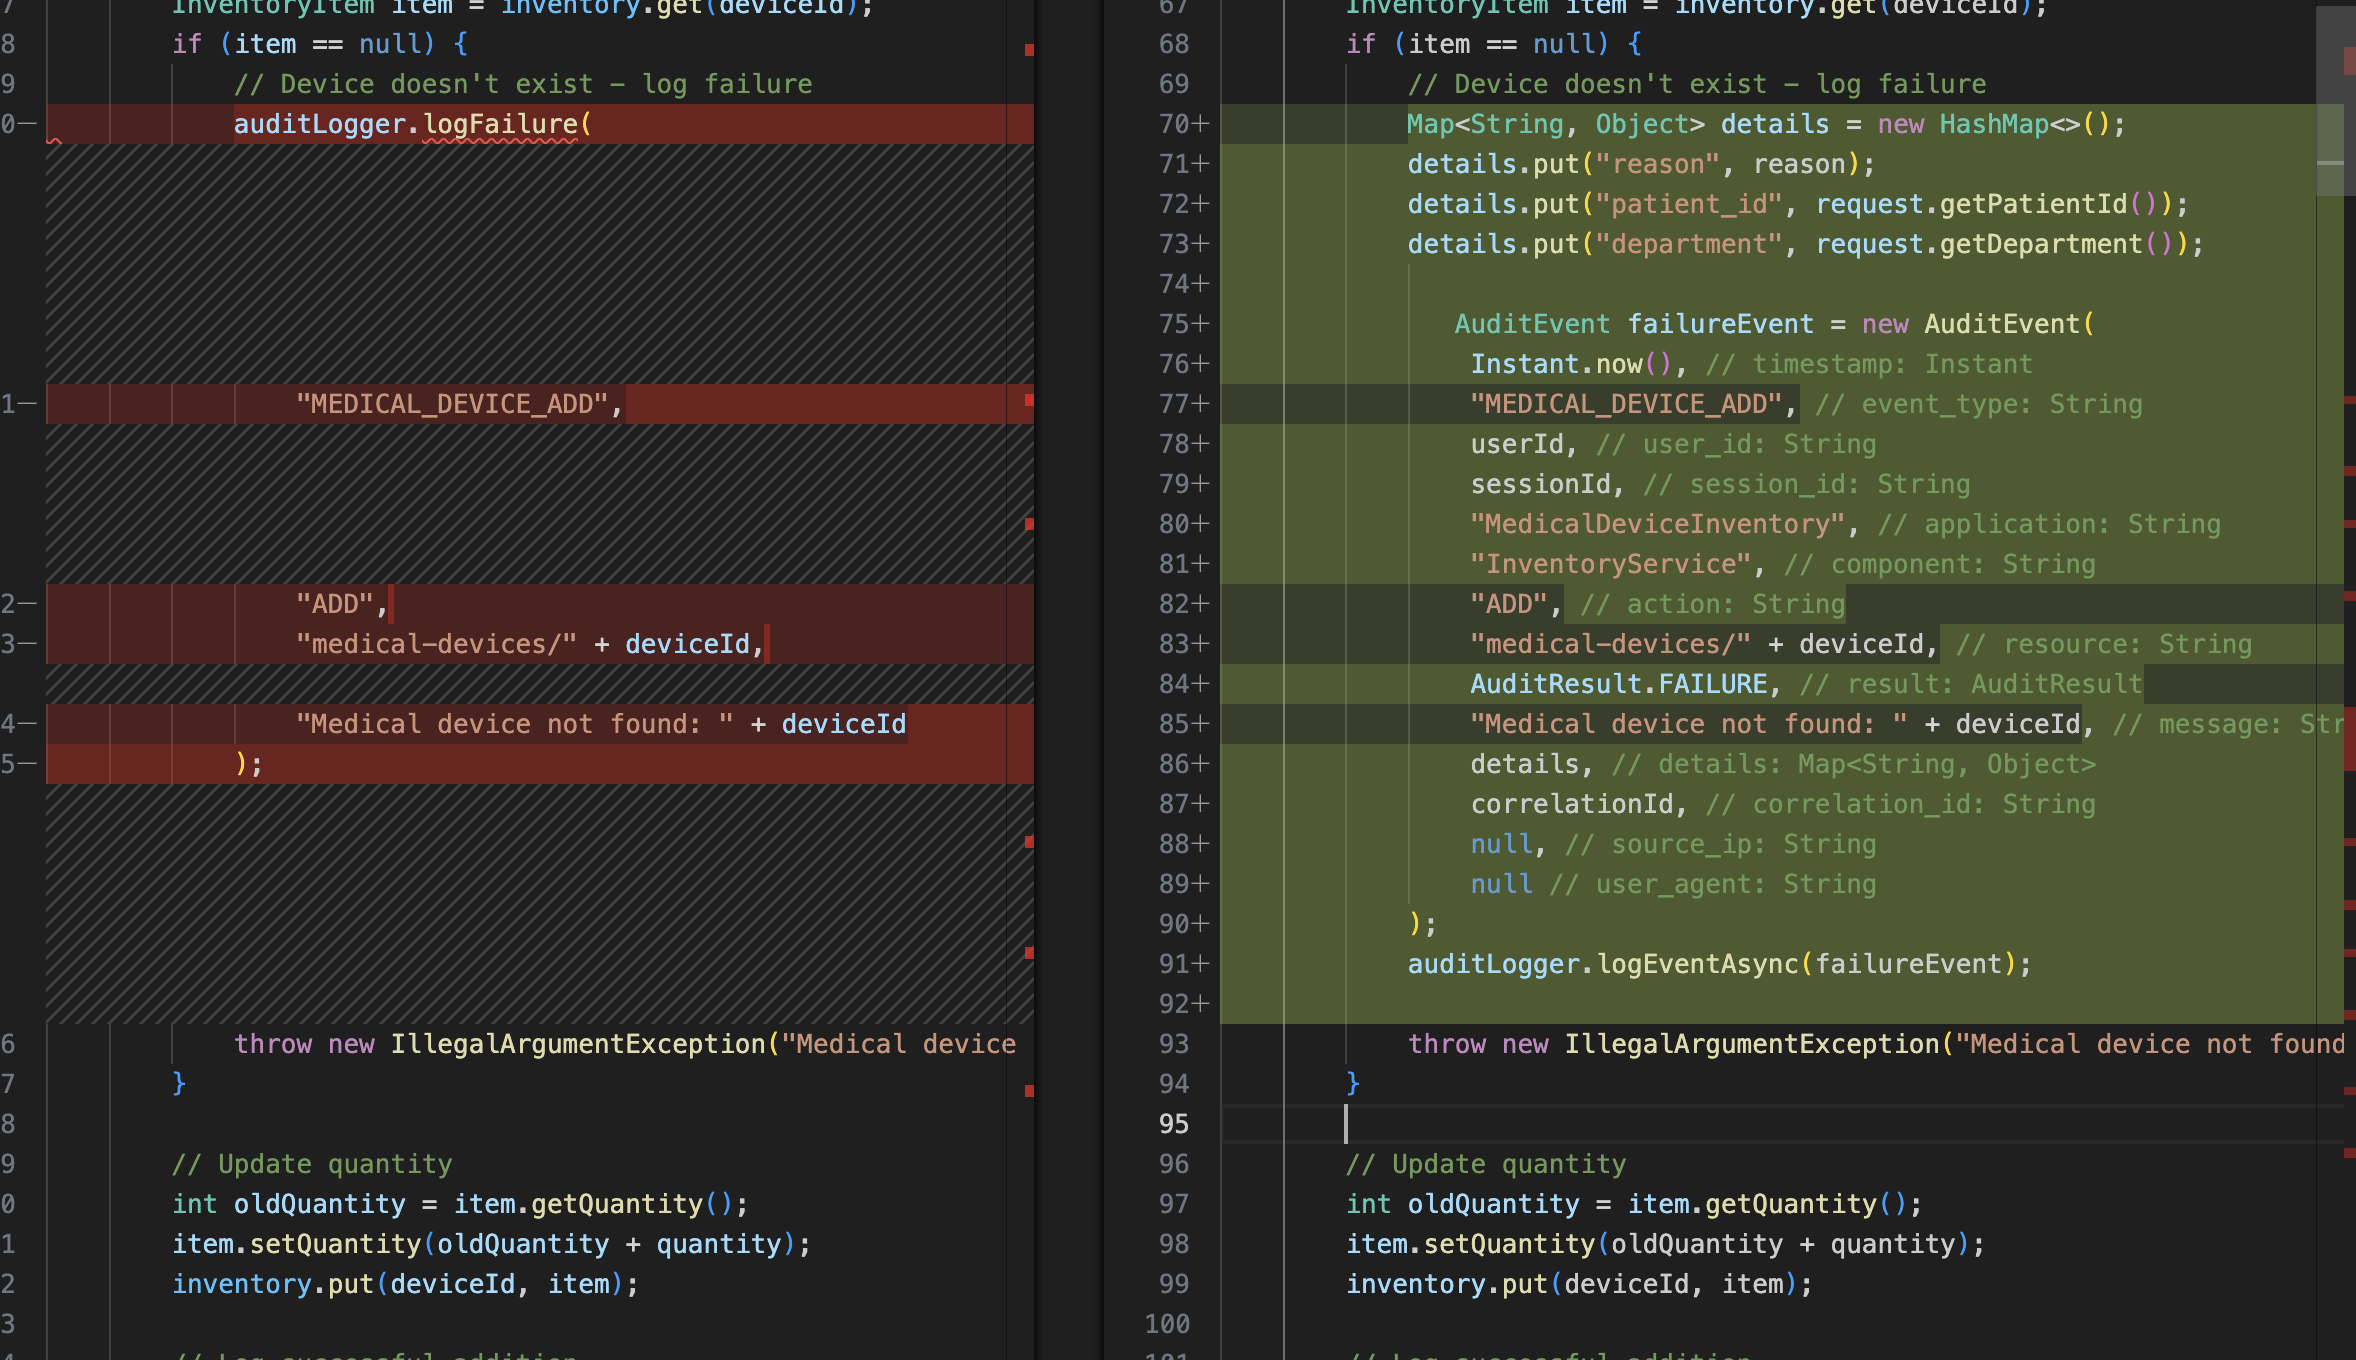 7 InventoryItem item = inventory.get(deviceId);
8 if (item == null) {
9 // Device doesn't exist – log failure
0— auditLogger.logFailure(
1— "MEDICAL_DEVICE_ADD",
2— "ADD",
3— "medical-devices/" + deviceId,
4— "Medical device not found: " + deviceId
5— );
6 throw new IllegalArgumentException("Medical device
7 }
8
9 // Update quantity
0 int oldQuantity = item.getQuantity();
1 item.setQuantity(oldQuantity + quantity);
2 inventory.put(deviceId, item);
3
4 // Log successful addition
67 InventoryItem item = inventory.get(deviceId);
68 if (item == null) {
69 // Device doesn't exist – log failure
70+ Map<String, Object> details = new HashMap<>();
71+ details.put("reason", reason);
72+ details.put("patient_id", request.getPatientId());
73+ details.put("department", request.getDepartment());
74+
75+ AuditEvent failureEvent = new AuditEvent(
76+ Instant.now(), // timestamp: Instant
77+ "MEDICAL_DEVICE_ADD", // event_type: String
78+ userId, // user_id: String
79+ sessionId, // session_id: String
80+ "MedicalDeviceInventory", // application: String
81+ "InventoryService", // component: String
82+ "ADD", // action: String
83+ "medical-devices/" + deviceId, // resource: String
84+ AuditResult.FAILURE, // result: AuditResult
85+ "Medical device not found: " + deviceId, // message: Str
86+ details, // details: Map<String, Object>
87+ correlationId, // correlation_id: String
88+ null, // source_ip: String
89+ null // user_agent: String
90+ );
91+ auditLogger.logEventAsync(failureEvent);
92+
93 throw new IllegalArgumentException("Medical device not found
94 }
95
96 // Update quantity
97 int oldQuantity = item.getQuantity();
98 item.setQuantity(oldQuantity + quantity);
99 inventory.put(deviceId, item);
100
101 // Log successful addition